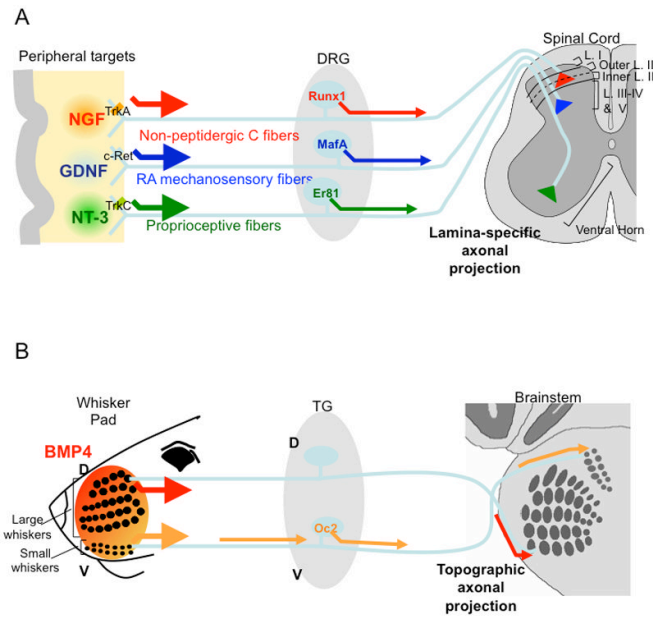 A
Peripheral targets
DRG
Spinal Cord
L. I
Outer L. II
Inner L. II
L. III-IV
& V
NGF
TrkA
Runx1
Non-peptidergic C fibers
GDNF
c-Ret
MafA
RA mechanosensory fibers
NT-3
TrkC
Er81
Proprioceptive fibers
Lamina-specific
axonal
projection
Ventral Horn
B
Whisker
Pad
TG
Brainstem
BMP4
D
D
Large
whiskers
Small
whiskers
Oc2
V
V
Topographic
axonal
projection